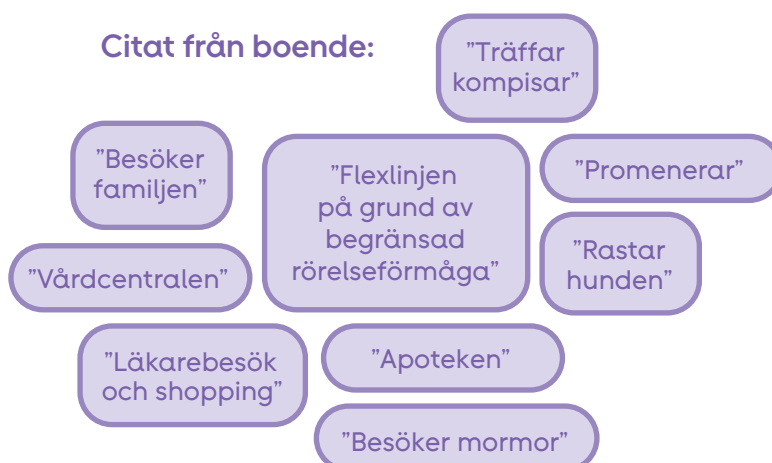 Citat från boende:
”Träffar
kompisar”
”Besöker
familjen”
”Flexlinjen
på grund av
begränsad
rörelseförmåga”
”Promenerar”
”Vårdcentralen”
”Rastar
hunden”
”Läkarebesök
och shopping”
”Apoteken”
”Besöker mormor”